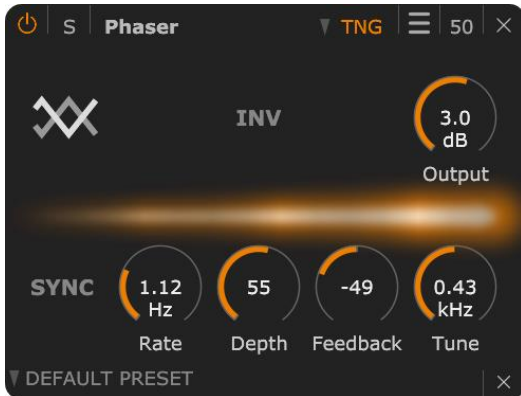 S Phaser TNG 50 ×
INV
3.0
dB
Output
SYNC
1.12
Hz
Rate
55
Depth
-49
Feedback
0.43
kHz
Tune
DEFAULT PRESET ×